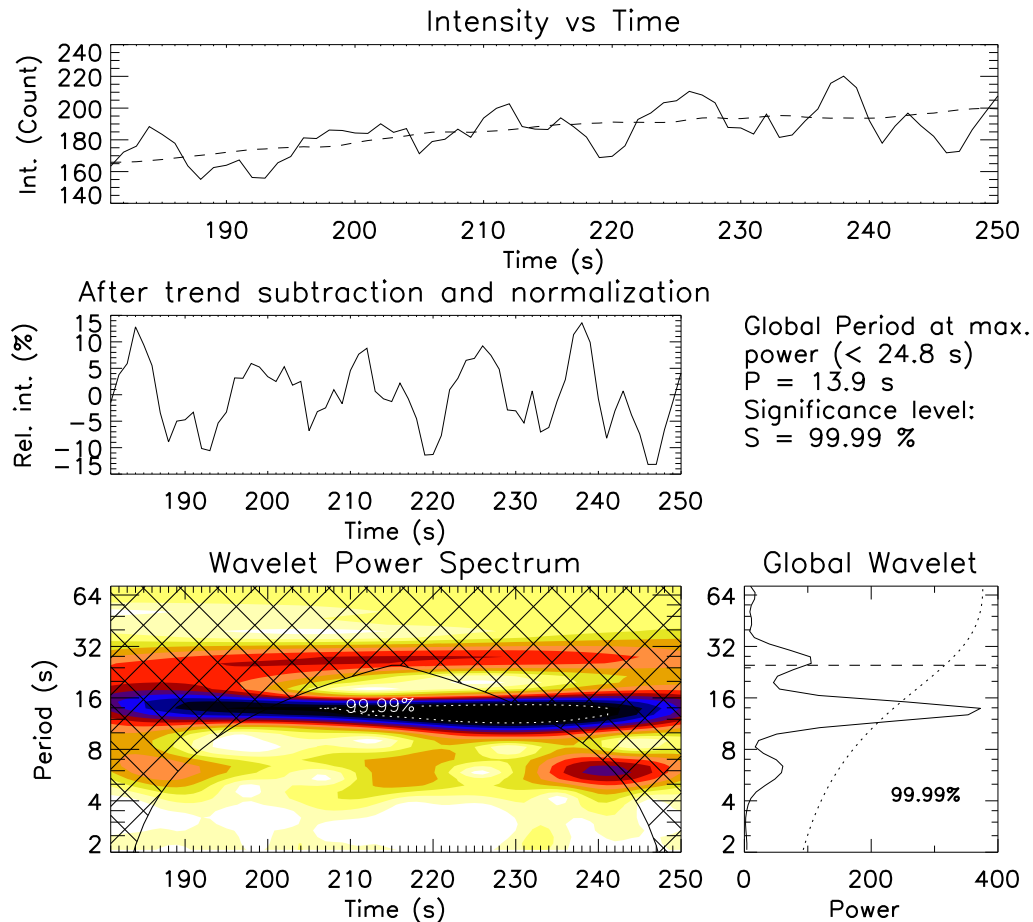 Intensity vs Time
Int. (Count)
240
220
200
180
160
140
190 200 210 220 230 240 250
Time (s)
After trend subtraction and normalization
Rel. int. (%)
15
10
5
0
-5
-10
-15
190 200 210 220 230 240 250
Time (s)
Global Period at max.
power (< 24.8 s)
P = 13.9 s
Significance level:
S = 99.99 %
Wavelet Power Spectrum
Period (s)
64
32
16
8
4
2
99.99%
190 200 210 220 230 240 250
Time (s)
Global Wavelet
64
32
16
8
4
2
99.99%
0 200 400
Power